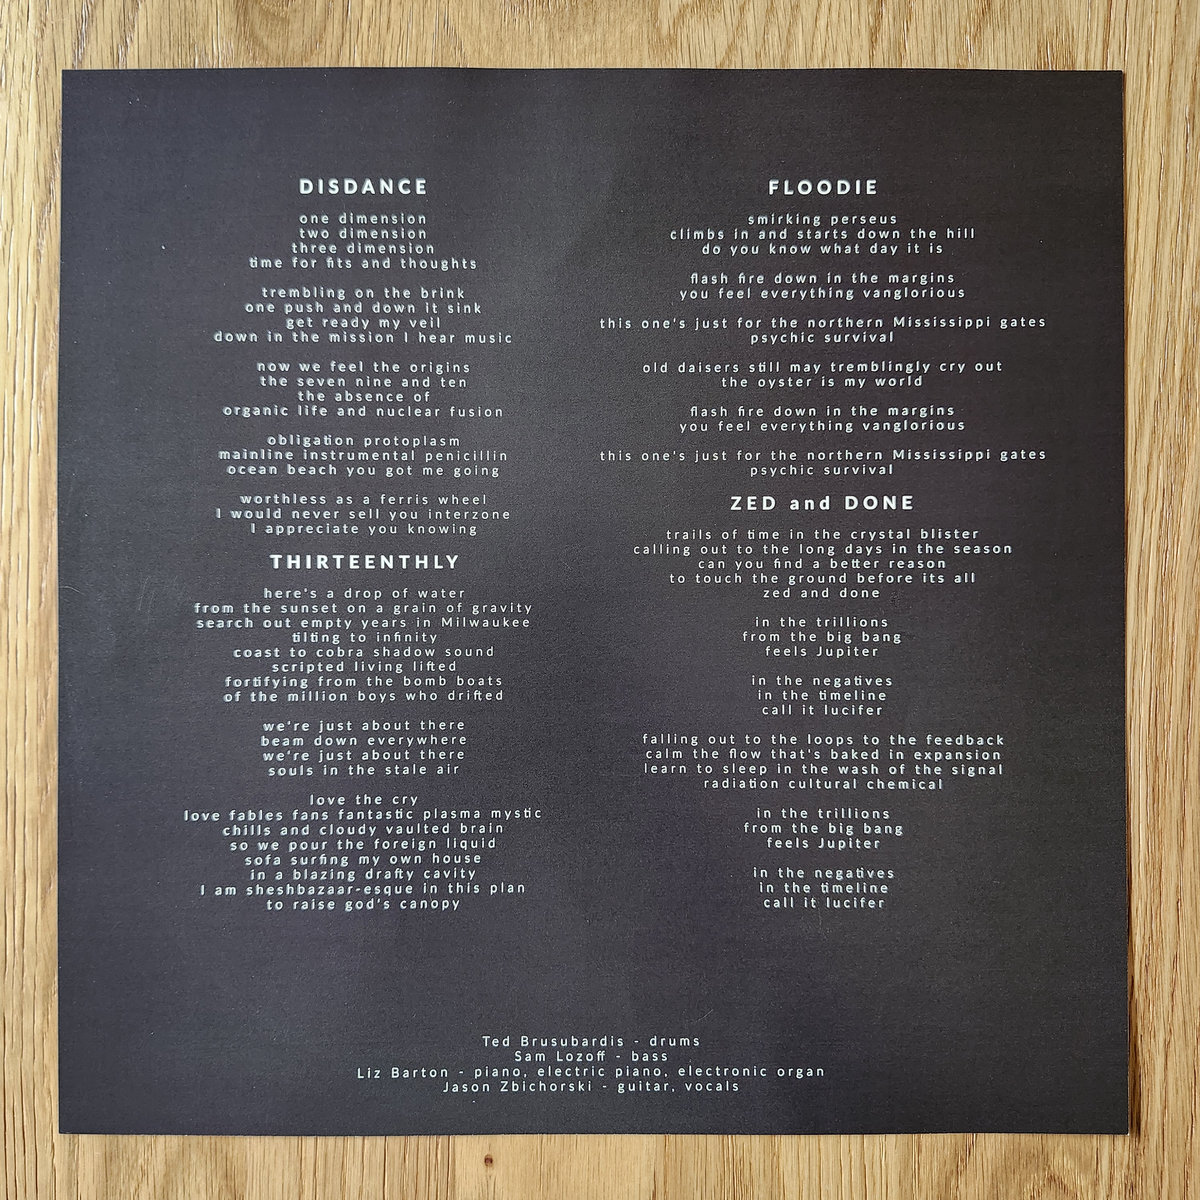 DISDANCE
one dimension
two dimension
three dimension
time for fits and thoughts
trembling on the brink
one push and down it sink
get ready my veil
down in the mission I hear music
now we feel the origins
the seven nine and ten
the absence of
organic life and nuclear fusion
obligation protoplasm
mainline instrumental penicillin
ocean beach you got me going
worthless as a ferris wheel
I would never sell you interzone
I appreciate you knowing
THIRTEENTHLY
here's a drop of water
from the sunset on a grain of gravity
search out empty years in Milwaukee
tilting to infinity
coast to cobra shadow sound
scripted living lifted
fortifying from the bomb boats
of the million boys who drifted
we're just about there
beam down everywhere
we're just about there
souls in the stale air
love the cry
love fables fans fantastic plasma mystic
chills and cloudy vaulted brain
so we pour the foreign liquid
sofa surfing my own house
in a blazing drafty cavity
I am sheshbazaar-esque in this plan
to raise god's canopy
FLOODIE
smirking perseus
climbs in and starts down the hill
do you know what day it is
flash fire down in the margins
you feel everything vanglorious
this one's just for the northern Mississippi gates
psychic survival
old daisers still may tremblingly cry out
the oyster is my world
flash fire down in the margins
you feel everything vanglorious
this one's just for the northern Mississippi gates
psychic survival
ZED and DONE
trails of time in the crystal blister
calling out to the long days in the season
can you find a better reason
to touch the ground before its all
zed and done
in the trillions
from the big bang
feels Jupiter
in the negatives
in the timeline
call it lucifer
falling out to the loops to the feedback
calm the flow that's baked in expansion
learn to sleep in the wash of the signal
radiation cultural chemical
in the trillions
from the big bang
feels Jupiter
in the negatives
in the timeline
call it lucifer
Ted Brusubardis - drums
Sam Lozoff - bass
Liz Barton - piano, electric piano, electronic organ
Jason Zbichorski - guitar, vocals